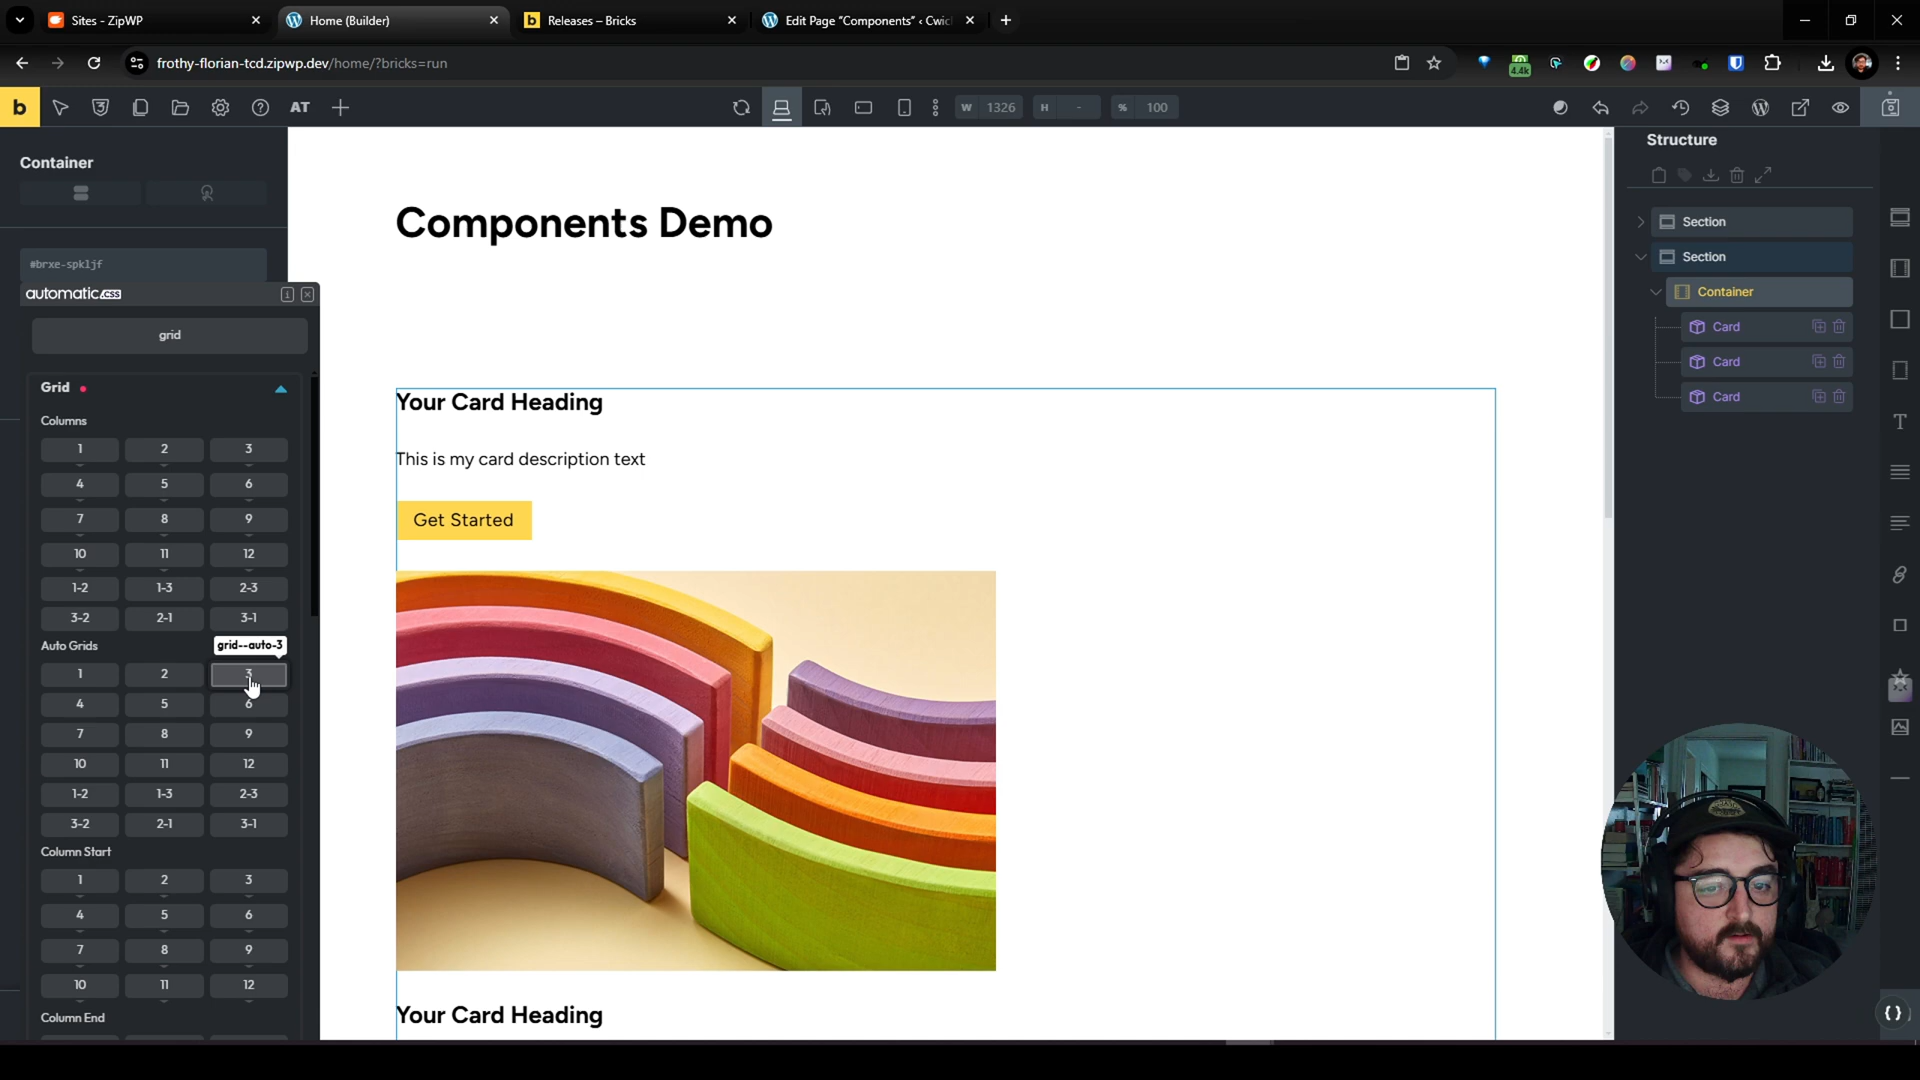 Sites - ZipWP
Home (Builder)
Releases – Bricks
Edit Page “Components” ‹ Cwic
frothy-florian-tcd.zipwp.dev/home/?bricks=run
4.4k
b
AT
W 1326
H -
% 100
Container
#brxe-spkljf
automatic.css
grid
Grid
Columns
1 2 3
4 5 6
7 8 9
10 11 12
1-2 1-3 2-3
3-2 2-1 3-1
Auto Grids
grid--auto-3
1 2 3
4 5 6
7 8 9
10 11 12
1-2 1-3 2-3
3-2 2-1 3-1
Column Start
1 2 3
4 5 6
7 8 9
10 11 12
Column End
Components Demo
Your Card Heading
This is my card description text
Get Started
Your Card Heading
Structure
Section
Section
Container
Card
Card
Card